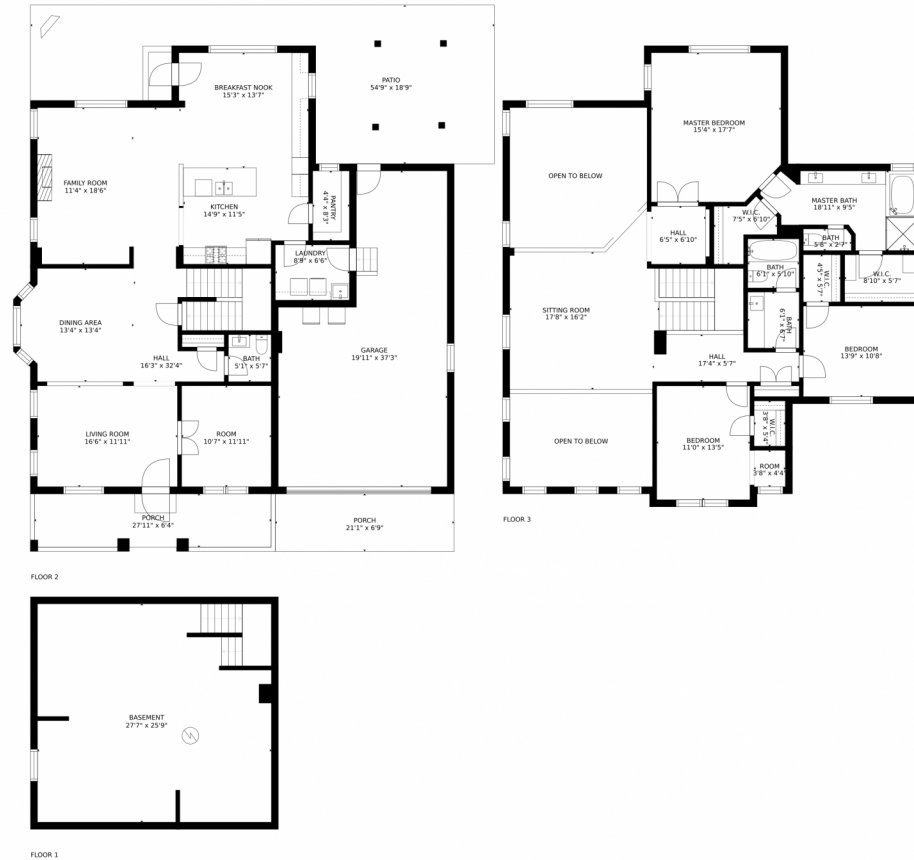 BREAKFAST NOOK
15'3" x 13'7"
PATIO
54'9" x 18'9"
FAMILY ROOM
11'4" x 18'6"
KITCHEN
14'9" x 11'5"
PANTRY
4'4" x 8'3"
LAUNDRY
8'9" x 6'6"
DINING AREA
13'4" x 13'4"
HALL
16'3" x 32'4"
BATH
5'1" x 5'7"
GARAGE
19'11" x 37'3"
LIVING ROOM
16'6" x 11'11"
ROOM
10'7" x 11'11"
PORCH
27'11" x 6'4"
PORCH
21'1" x 6'9"
FLOOR 2
MASTER BEDROOM
15'4" x 17'7"
OPEN TO BELOW
MASTER BATH
18'11" x 9'5"
W.I.C.
7'5" x 6'10"
HALL
6'5" x 6'10"
BATH
5'8" x 2'7"
BATH
6'1" x 5'10"
W.I.C.
4'5" x 5'7"
W.I.C.
8'10" x 5'7"
SITTING ROOM
17'8" x 16'2"
BATH
6'1" x 6'7"
BEDROOM
13'9" x 10'8"
HALL
17'4" x 5'7"
OPEN TO BELOW
BEDROOM
11'0" x 13'5"
W.I.C.
3'8" x 5'4"
ROOM
3'8" x 4'4"
FLOOR 3
BASEMENT
27'7" x 25'9"
FLOOR 1